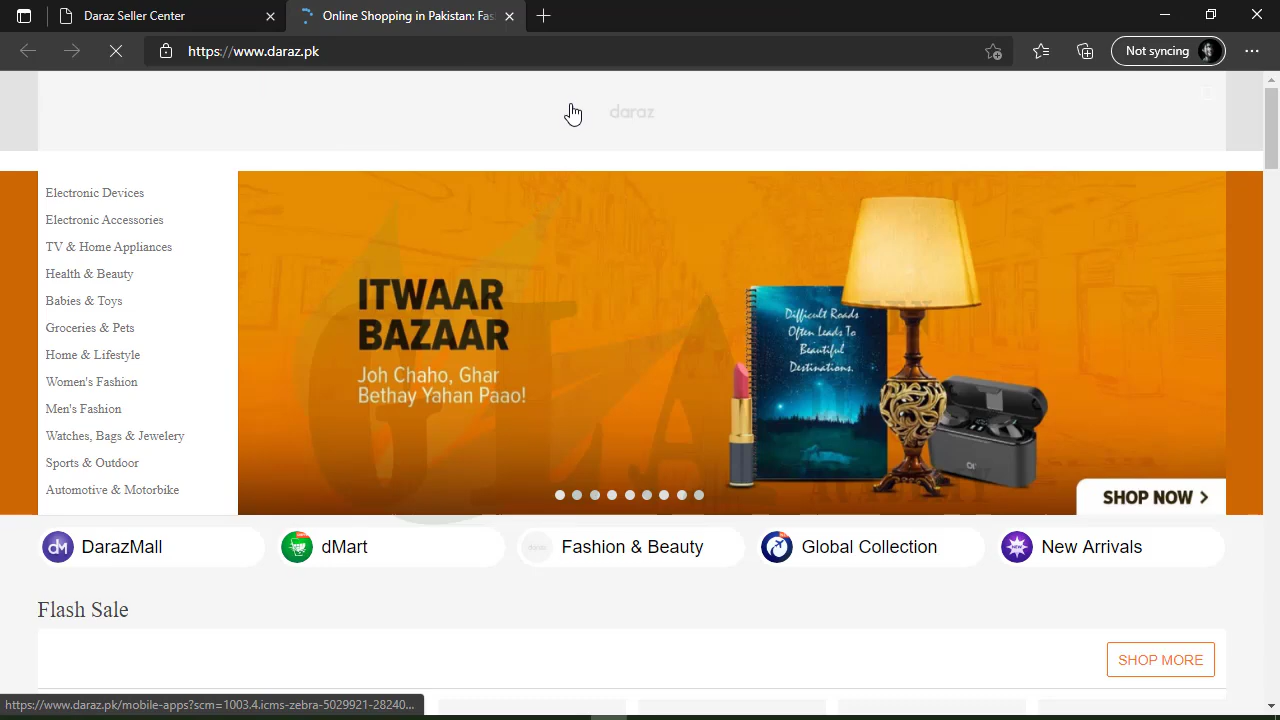 Daraz Seller Center
Online Shopping in Pakistan: Fas
https://www.daraz.pk
Not syncing
daraz
Electronic Devices
Electronic Accessories
TV & Home Appliances
Health & Beauty
Babies & Toys
Groceries & Pets
Home & Lifestyle
Women's Fashion
Men's Fashion
Watches, Bags & Jewelery
Sports & Outdoor
Automotive & Motorbike
ITWAAR
BAZAAR
Joh Chaho, Ghar
Bethay Yahan Paao!
Difficult Roads
Often Leads To
Beautiful
Destinations.
SHOP NOW >
DarazMall
dMart
Fashion & Beauty
Global Collection
New Arrivals
Flash Sale
SHOP MORE
https://www.daraz.pk/mobile-apps?scm=1003.4.icms-zebra-5029921-28240...